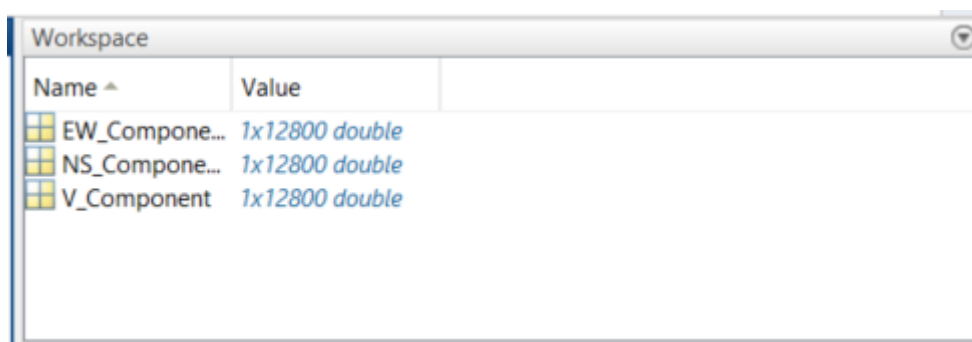 Workspace
Name Value
EW_Compone... 1x12800 double
NS_Compone... 1x12800 double
V_Component 1x12800 double